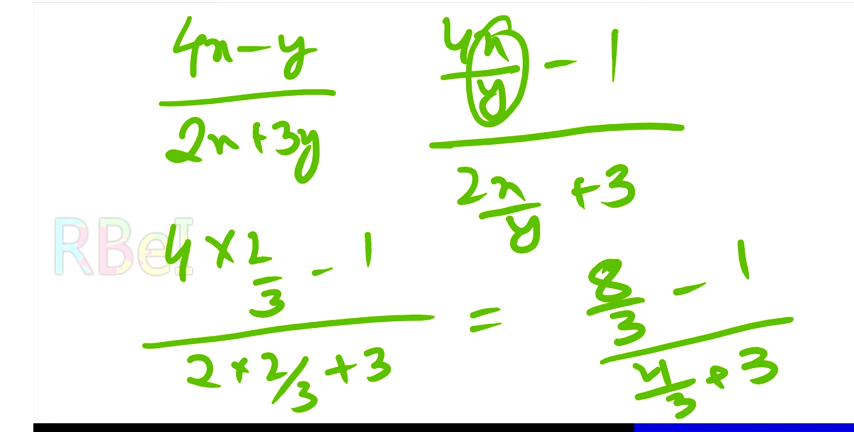 (4x - y)/(2x + 3y)    (4x/y - 1)/(2x/y + 3)
RBeI
(4 × 2/3 - 1)/(2 × 2/3 + 3) = (8/3 - 1)/(4/3 + 3)